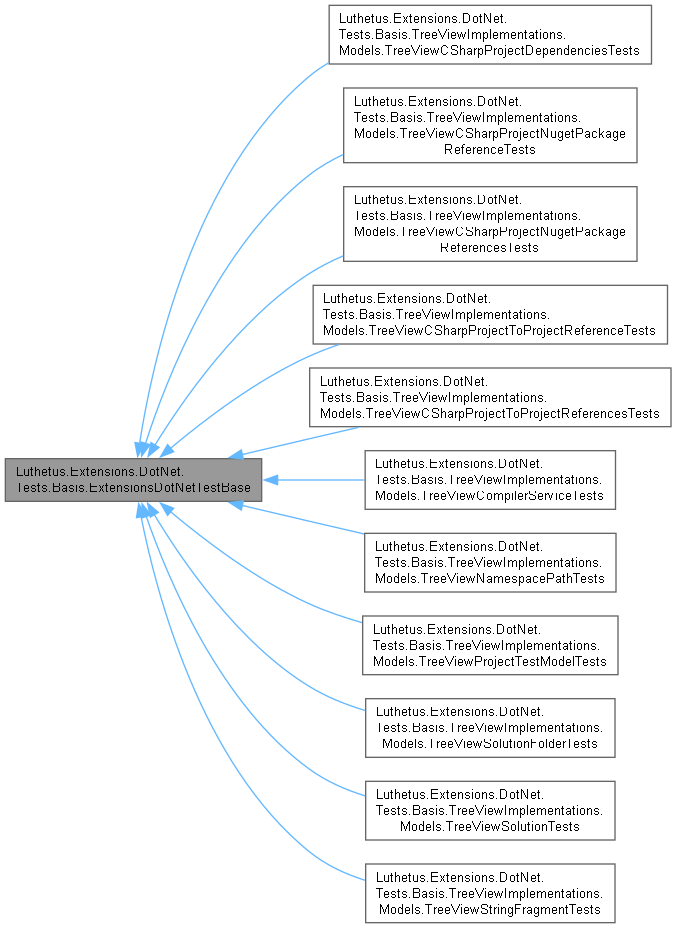 Luthetus.Extensions.DotNet.
Tests.Basis.TreeViewImplementations.
Models.TreeViewCSharpProjectDependenciesTests
Luthetus.Extensions.DotNet.
Tests.Basis.TreeViewImplementations.
Models.TreeViewCSharpProjectNugetPackage
ReferenceTests
Luthetus.Extensions.DotNet.
Tests.Basis.TreeViewImplementations.
Models.TreeViewCSharpProjectNugetPackage
ReferencesTests
Luthetus.Extensions.DotNet.
Tests.Basis.TreeViewImplementations.
Models.TreeViewCSharpProjectToProjectReferenceTests
Luthetus.Extensions.DotNet.
Tests.Basis.TreeViewImplementations.
Models.TreeViewCSharpProjectToProjectReferencesTests
Luthetus.Extensions.DotNet.
Tests.Basis.ExtensionsDotNetTestBase
Luthetus.Extensions.DotNet.
Tests.Basis.TreeViewImplementations.
Models.TreeViewCompilerServiceTests
Luthetus.Extensions.DotNet.
Tests.Basis.TreeViewImplementations.
Models.TreeViewNamespacePathTests
Luthetus.Extensions.DotNet.
Tests.Basis.TreeViewImplementations.
Models.TreeViewProjectTestModelTests
Luthetus.Extensions.DotNet.
Tests.Basis.TreeViewImplementations.
Models.TreeViewSolutionFolderTests
Luthetus.Extensions.DotNet.
Tests.Basis.TreeViewImplementations.
Models.TreeViewSolutionTests
Luthetus.Extensions.DotNet.
Tests.Basis.TreeViewImplementations.
Models.TreeViewStringFragmentTests